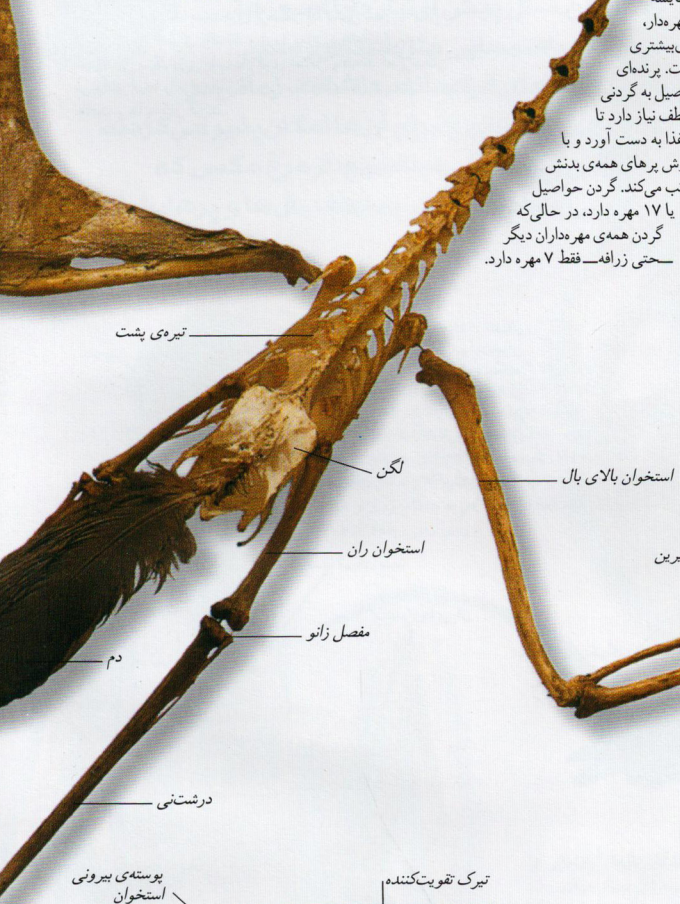 هره‌دار،
بیشتری
ت. پرنده‌ای
صیل به گردنی
طف نیاز دارد تا
غذا به دست آورد و با
وش پرهای همه‌ی بدنش
ب می‌کند. گردن حواصیل
یا ۱۷ مهره دارد، در حالی‌که
گردن همه‌ی مهره‌داران دیگر
—حتی زرافه— فقط ۷ مهره دارد.
تیره‌ی پشت
لگن
استخوان بالای بال
استخوان ران
یرین
مفصل زانو
دم
درشت‌نی
پوسته‌ی بیرونی
استخوان
تیرک تقویت‌کننده